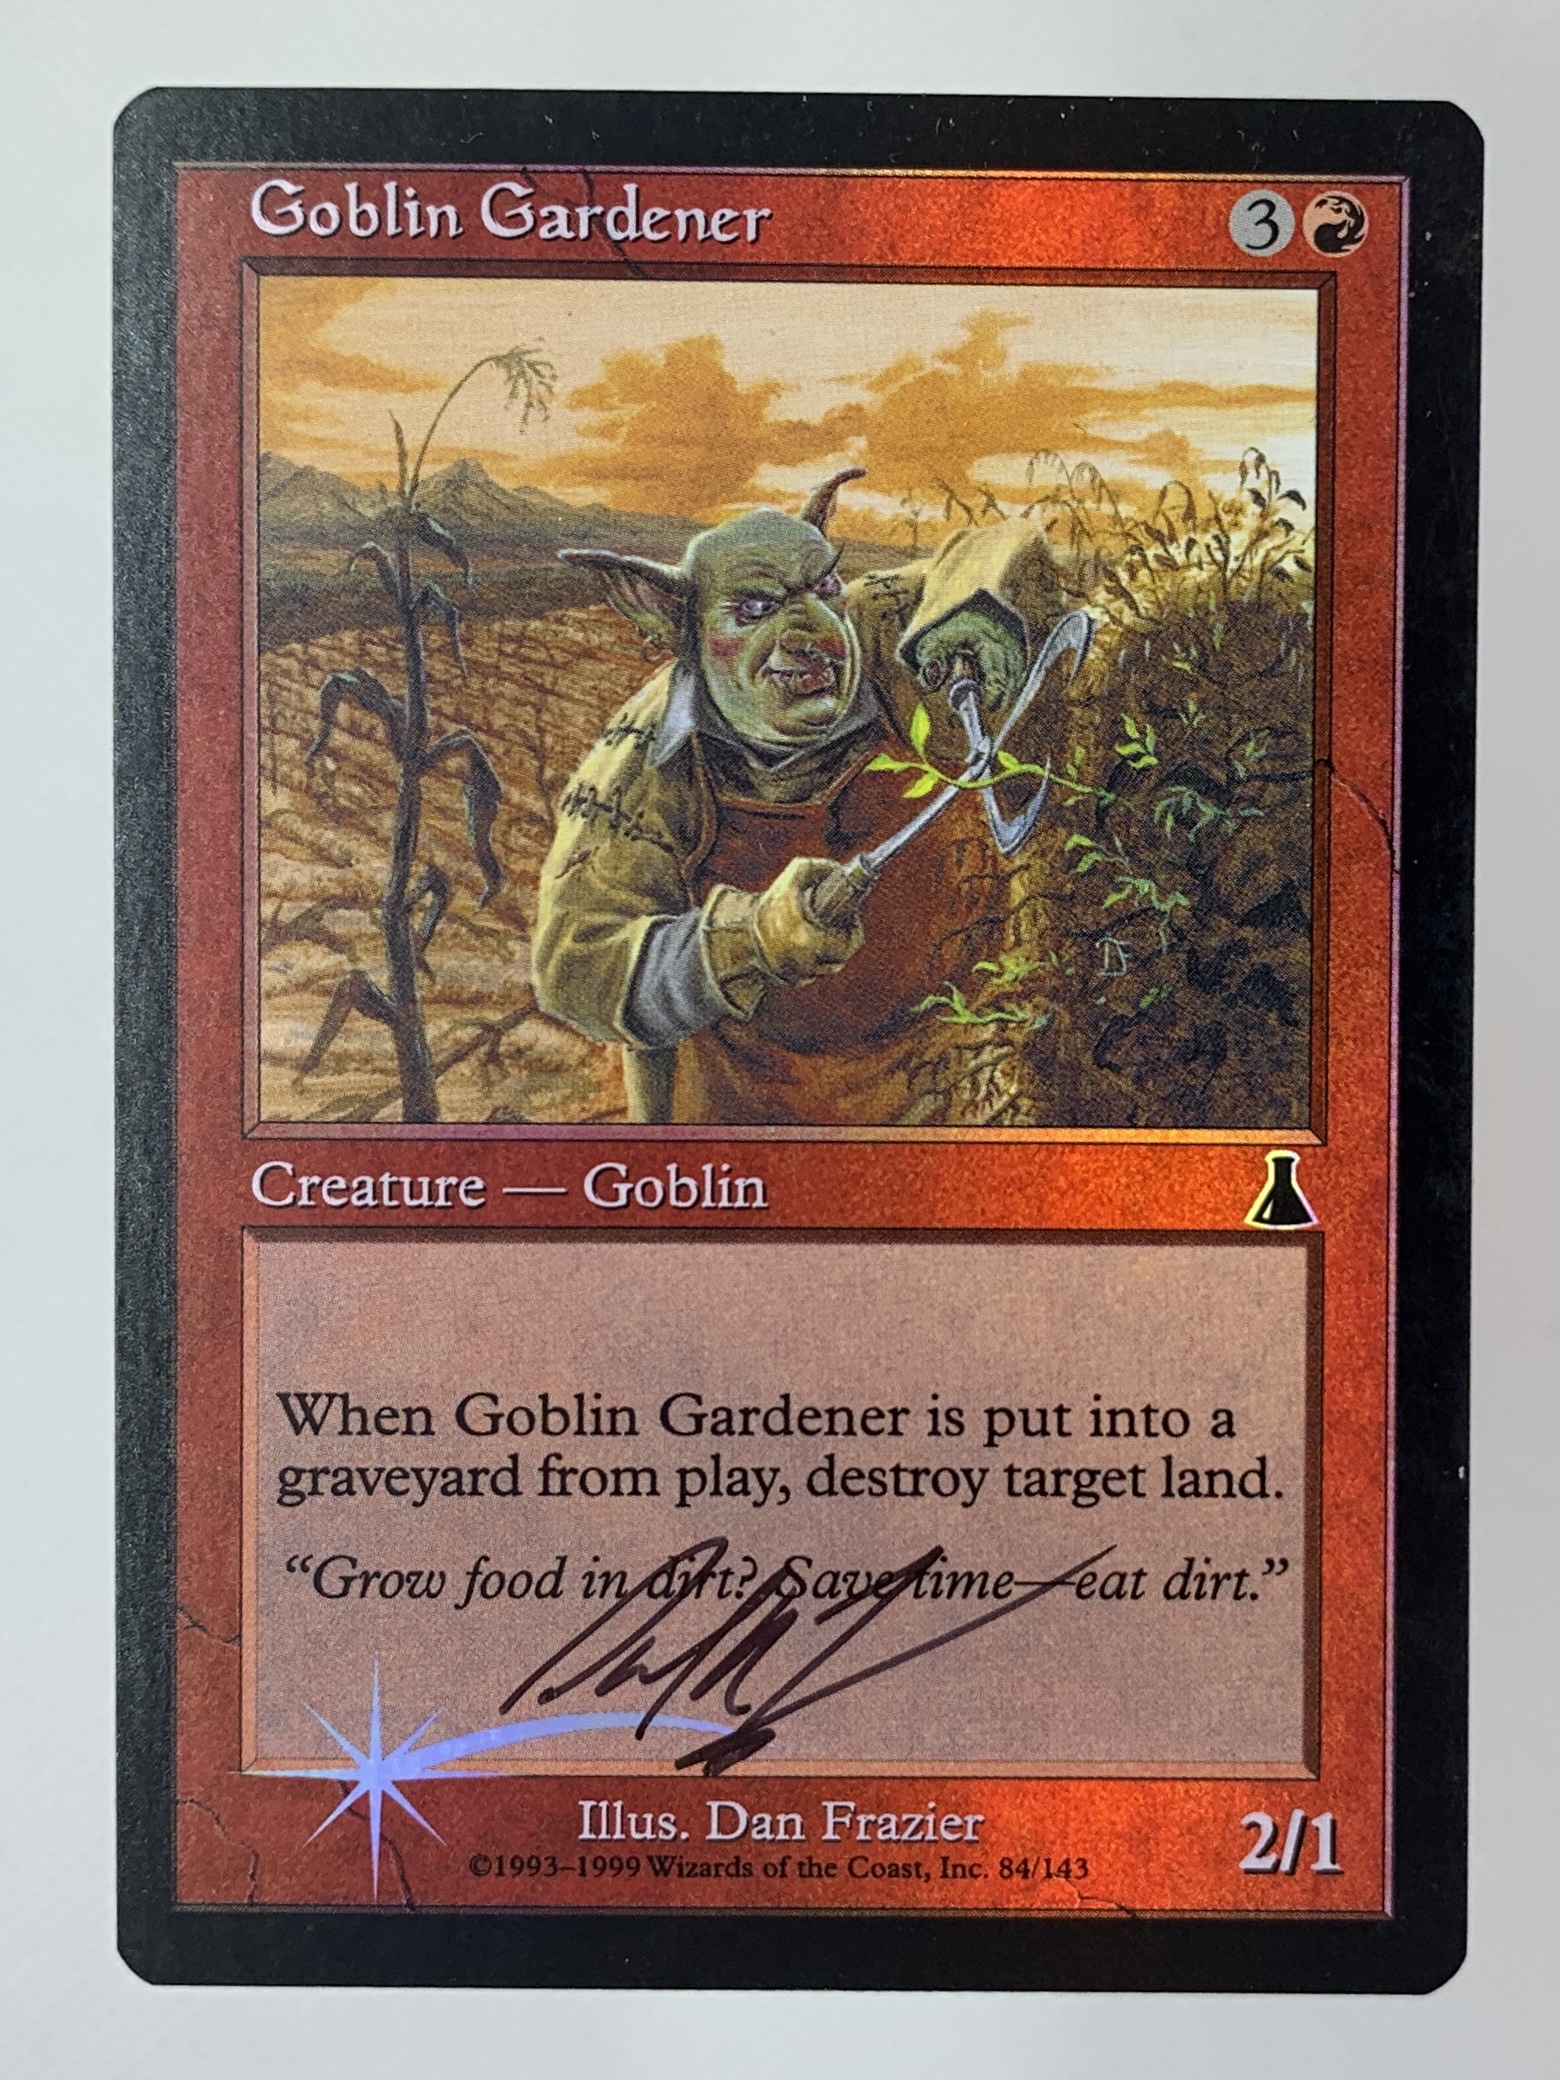 Goblin Gardener 3
Creature — Goblin
When Goblin Gardener is put into a
graveyard from play, destroy target land.
“Grow food in dirt? Save time—eat dirt.”
Illus. Dan Frazier
2/1
©1993–1999 Wizards of the Coast, Inc. 84/143